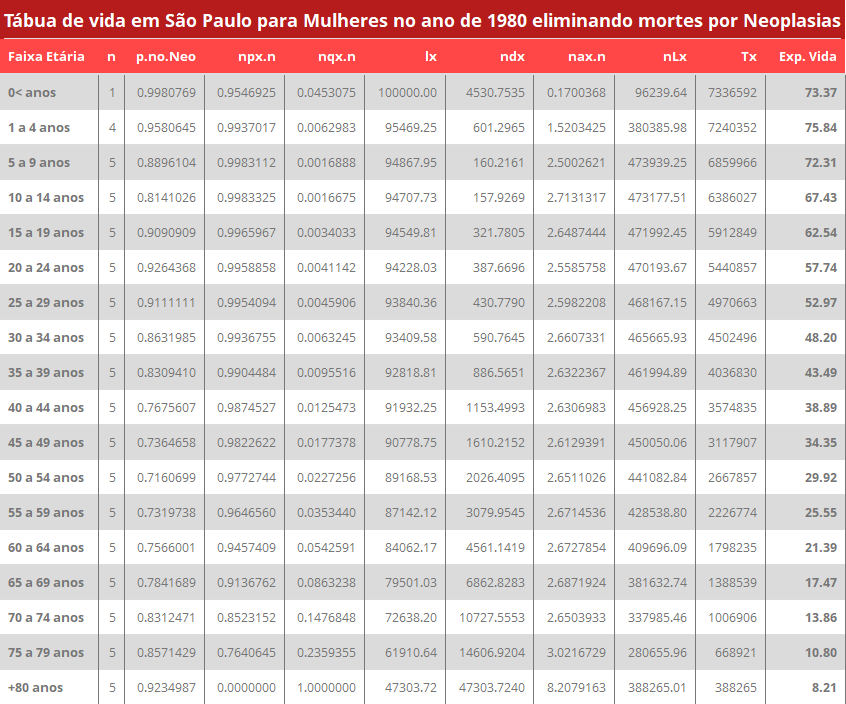 Tábua de vida em São Paulo para Mulheres no ano de 1980 eliminando mortes por Neoplasias
Faixa Etária n p.no.Neo npx.n nqx.n lx ndx nax.n nLx Tx Exp. Vida
0< anos 1 0.9980769 0.9546925 0.0453075 100000.00 4530.7535 0.1700368 96239.64 7336592 73.37
1 a 4 anos 4 0.9580645 0.9937017 0.0062983 95469.25 601.2965 1.5203425 380385.98 7240352 75.84
5 a 9 anos 5 0.8896104 0.9983112 0.0016888 94867.95 160.2161 2.5002621 473939.25 6859966 72.31
10 a 14 anos 5 0.8141026 0.9983325 0.0016675 94707.73 157.9269 2.7131317 473177.51 6386027 67.43
15 a 19 anos 5 0.9090909 0.9965967 0.0034033 94549.81 321.7805 2.6487444 471992.45 5912849 62.54
20 a 24 anos 5 0.9264368 0.9958858 0.0041142 94228.03 387.6696 2.5585758 470193.67 5440857 57.74
25 a 29 anos 5 0.9111111 0.9954094 0.0045906 93840.36 430.7790 2.5982208 468167.15 4970663 52.97
30 a 34 anos 5 0.8631985 0.9936755 0.0063245 93409.58 590.7645 2.6607331 465665.93 4502496 48.20
35 a 39 anos 5 0.8309410 0.9904484 0.0095516 92818.81 886.5651 2.6322367 461994.89 4036830 43.49
40 a 44 anos 5 0.7675607 0.9874527 0.0125473 91932.25 1153.4993 2.6306983 456928.25 3574835 38.89
45 a 49 anos 5 0.7364658 0.9822622 0.0177378 90778.75 1610.2152 2.6129391 450050.06 3117907 34.35
50 a 54 anos 5 0.7160699 0.9772744 0.0227256 89168.53 2026.4095 2.6511026 441082.84 2667857 29.92
55 a 59 anos 5 0.7319738 0.9646560 0.0353440 87142.12 3079.9545 2.6714536 428538.80 2226774 25.55
60 a 64 anos 5 0.7566001 0.9457409 0.0542591 84062.17 4561.1419 2.6727854 409696.09 1798235 21.39
65 a 69 anos 5 0.7841689 0.9136762 0.0863238 79501.03 6862.8283 2.6871924 381632.74 1388539 17.47
70 a 74 anos 5 0.8312471 0.8523152 0.1476848 72638.20 10727.5553 2.6503933 337985.46 1006906 13.86
75 a 79 anos 5 0.8571429 0.7640645 0.2359355 61910.64 14606.9204 3.0216729 280655.96 668921 10.80
+80 anos 5 0.9234987 0.0000000 1.0000000 47303.72 47303.7240 8.2079163 388265.01 388265 8.21